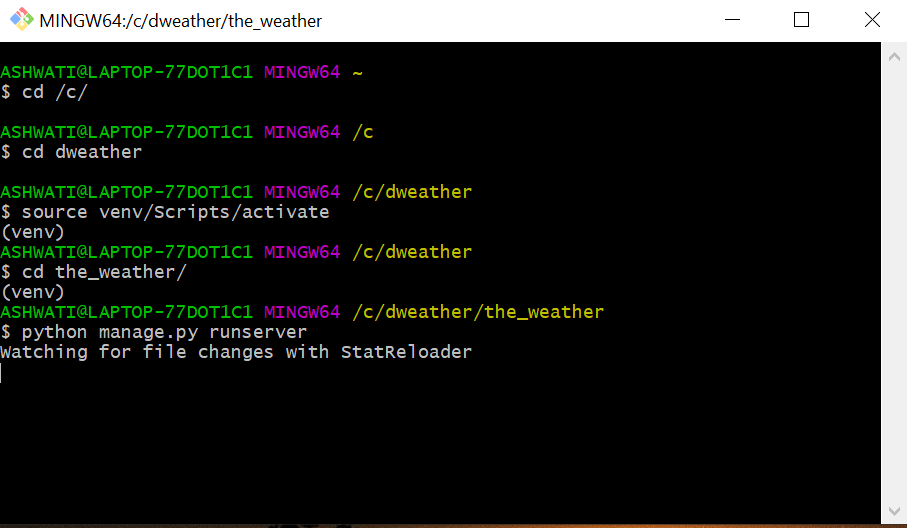 MINGW64:/c/dweather/the_weather
ASHWATI@LAPTOP-77DOT1C1 MINGW64 ~
$ cd /c/
ASHWATI@LAPTOP-77DOT1C1 MINGW64 /c
$ cd dweather
ASHWATI@LAPTOP-77DOT1C1 MINGW64 /c/dweather
$ source venv/Scripts/activate
(venv)
ASHWATI@LAPTOP-77DOT1C1 MINGW64 /c/dweather
$ cd the_weather/
(venv)
ASHWATI@LAPTOP-77DOT1C1 MINGW64 /c/dweather/the_weather
$ python manage.py runserver
Watching for file changes with StatReloader